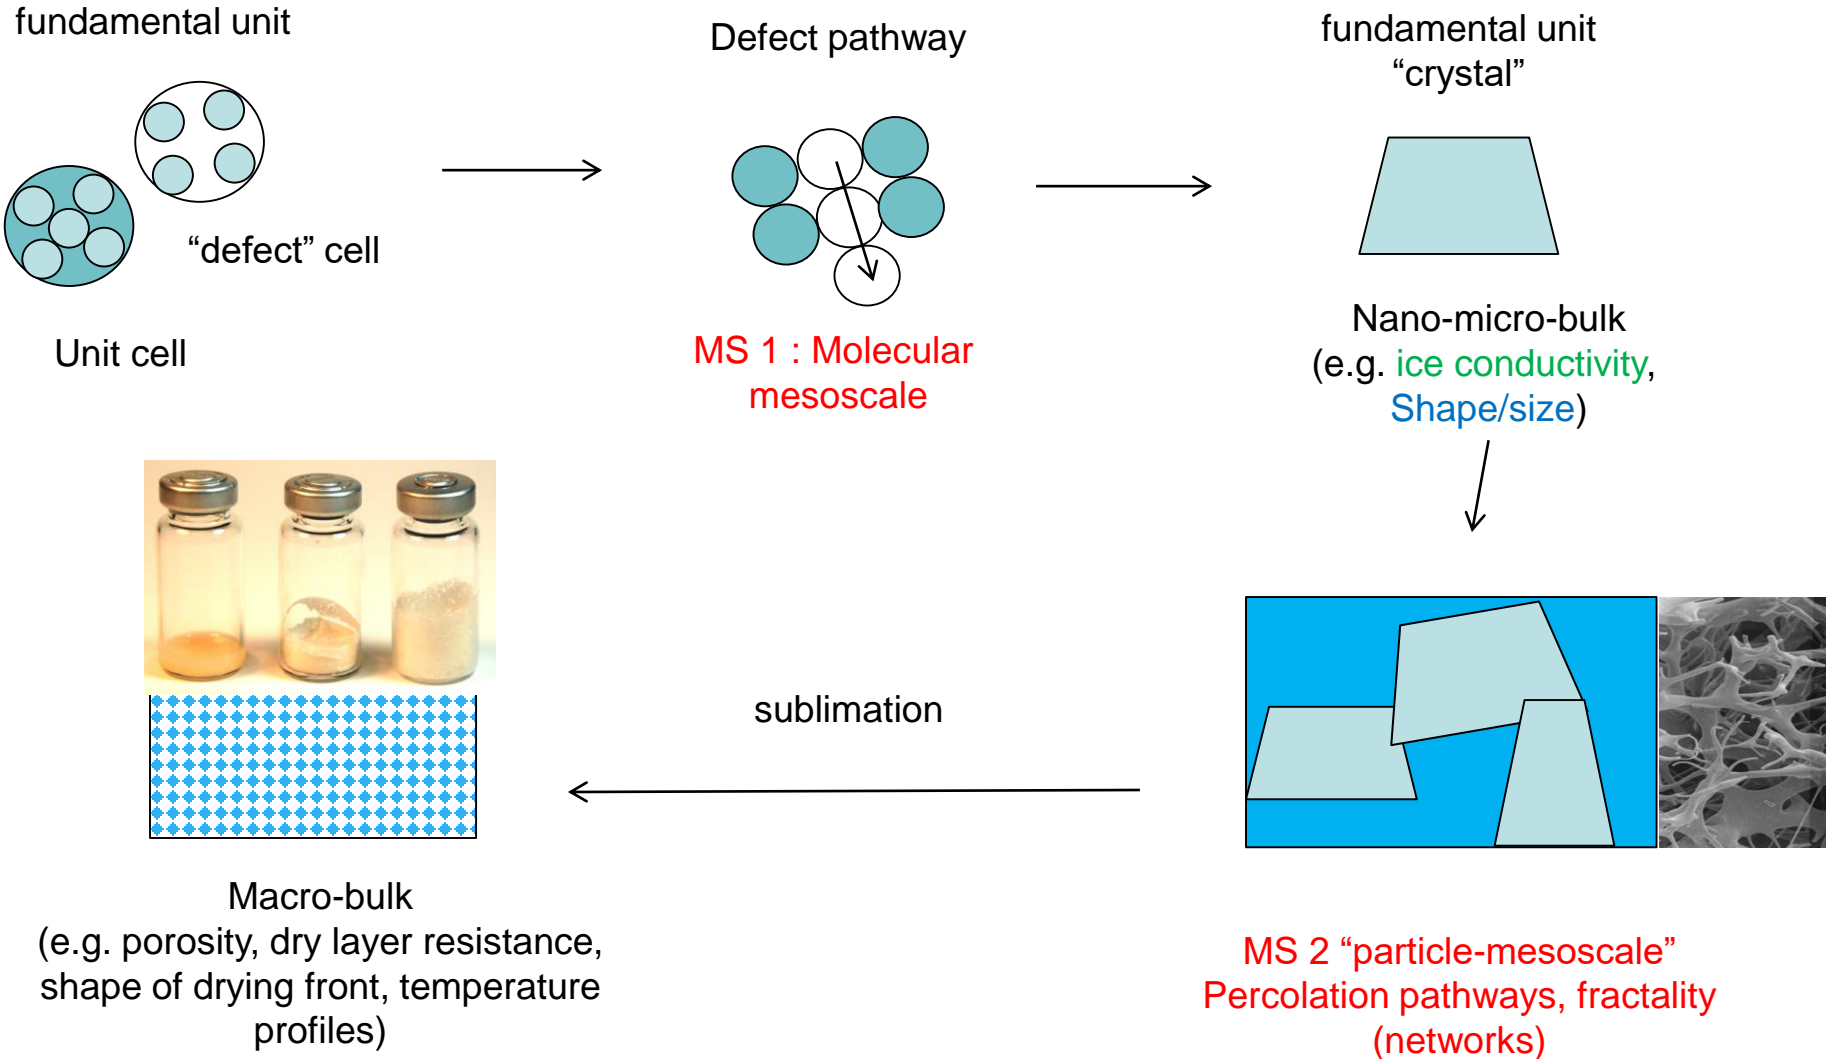 fundamental unit
“defect” cell
Unit cell
Defect pathway
MS 1 : Molecular
mesoscale
fundamental unit
“crystal”
Nano-micro-bulk
(e.g. ice conductivity,
Shape/size)
sublimation
Macro-bulk
(e.g. porosity, dry layer resistance,
shape of drying front, temperature
profiles)
MS 2 “particle-mesoscale”
Percolation pathways, fractality
(networks)